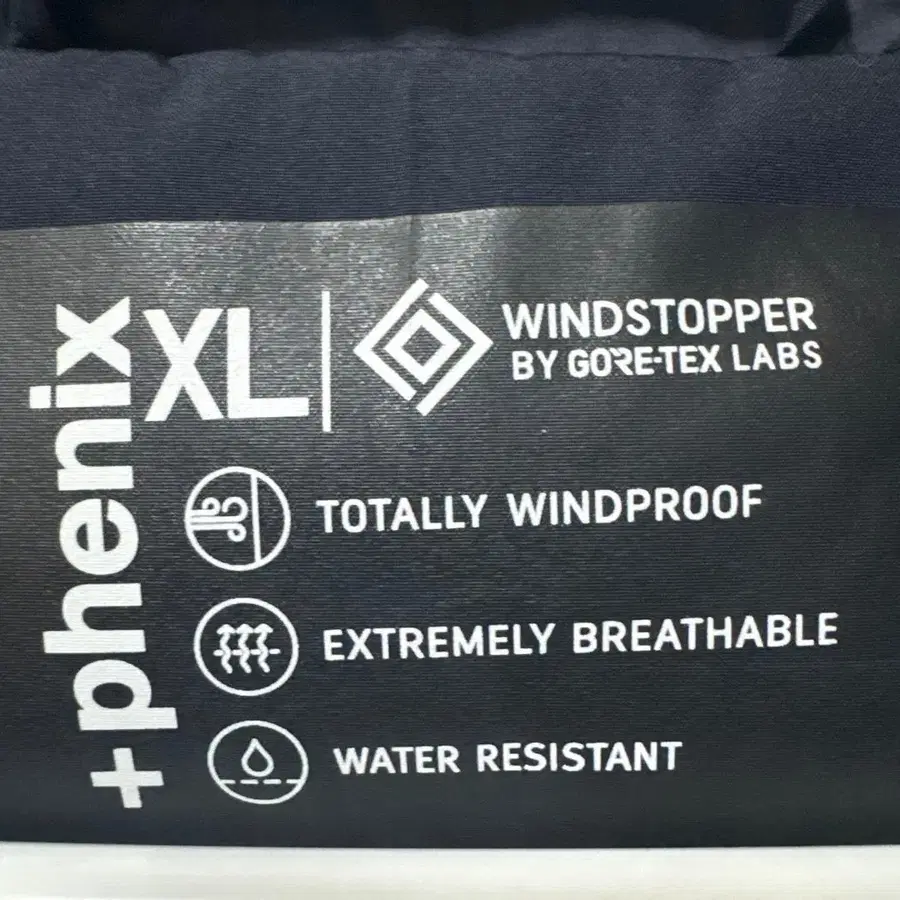 +phenix
XL
WINDSTOPPER
BY GORE-TEX LABS
TOTALLY WINDPROOF
EXTREMELY BREATHABLE
WATER RESISTANT